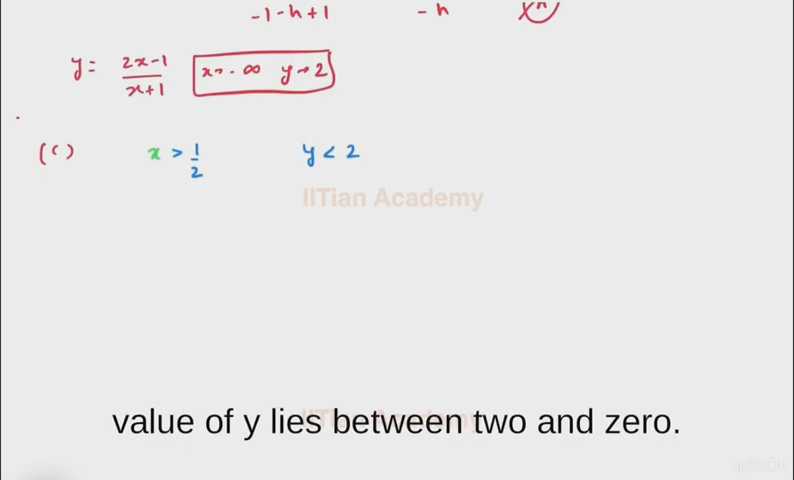 -1-h+1 -h
y = 2x-1/x+1 x→-∞ y→2
(c) x > 1/2 y < 2
IITian Academy
value of y lies between two and zero.